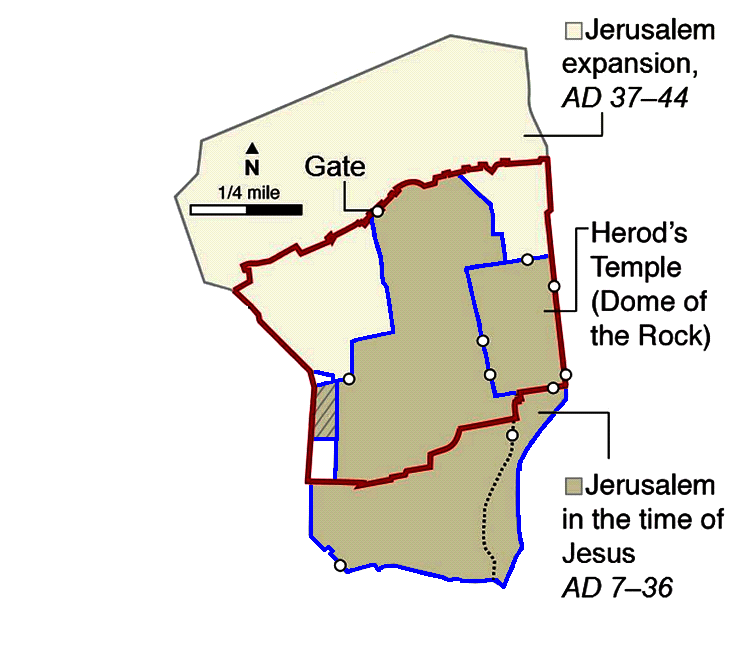 Jerusalem
expansion,
AD 37–44
N
1/4 mile
Gate
Herod's
Temple
(Dome of
the Rock)
Jerusalem
in the time of
Jesus
AD 7–36